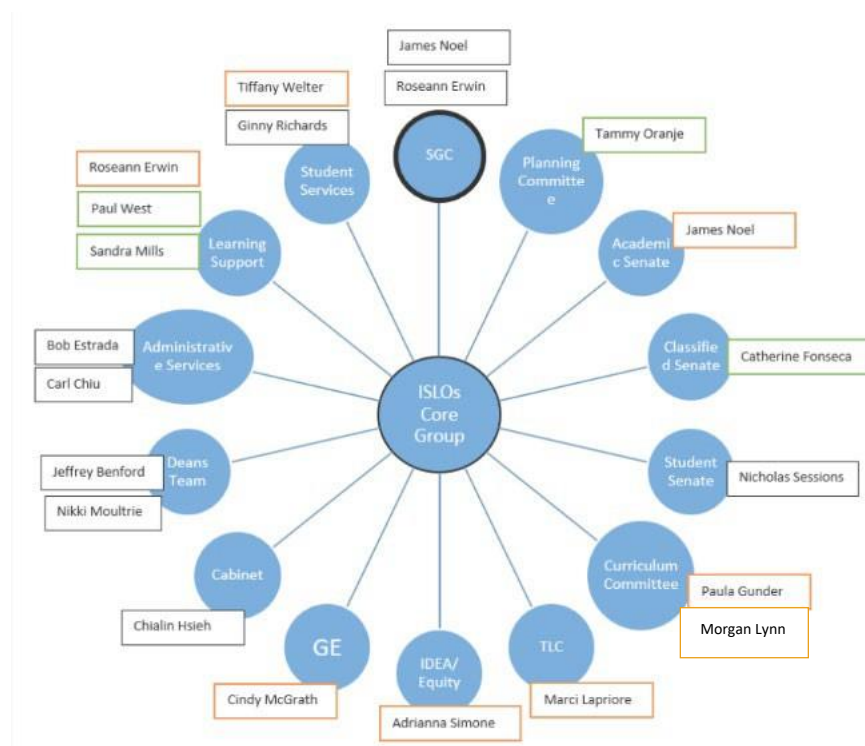 James Noel
Roseann Erwin
SGC
Tiffany Welter
Ginny Richards
Student
Services
Tammy Oranje
Planning
Committe
e
Roseann Erwin
Paul West
Sandra Mills
Learning
Support
James Noel
Academi
c Senate
Bob Estrada
Carl Chiu
Administrativ
e Services
Classifie
d Senate
Catherine Fonseca
ISLOs
Core
Group
Jeffrey Benford
Nikki Moultrie
Deans
Team
Student
Senate
Nicholas Sessions
Cabinet
Chialin Hsieh
Curriculum
Committee
Paula Gunder
Morgan Lynn
GE
Cindy McGrath
IDEA/
Equity
Adrianna Simone
TLC
Marci Lapriore